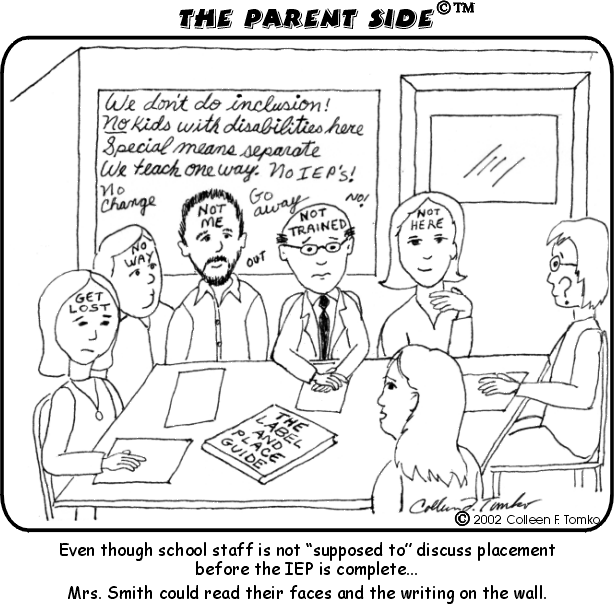 THE PARENT SIDE©™
We don't do inclusion!
No kids with disabilities here
Special means separate
We teach one way. No IEP's!
No
Change
Go
away
No!
OUT
GET
LOST
NO
WAY
NOT
ME
NOT
TRAINED
NOT
HERE
THE
LABEL
AND
PLACE
GUIDE
Colleen F. Tomko
© 2002 Colleen F. Tomko
Even though school staff is not “supposed to” discuss placement
before the IEP is complete...
Mrs. Smith could read their faces and the writing on the wall.